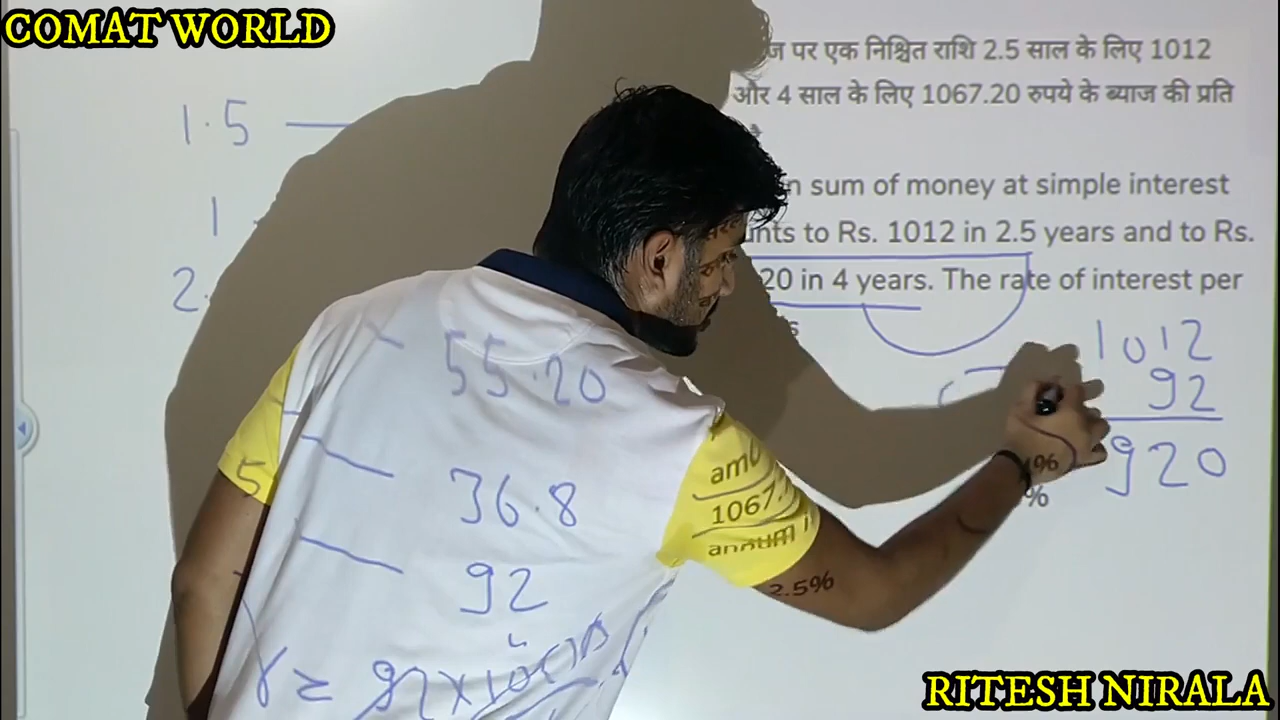 COMAT WORLD
पर एक निश्चित राशि 2.5 साल के लिए 1012
और 4 साल के लिए 1067.20 रुपये के ब्याज की प्रति
n sum of money at simple interest
unts to Rs. 1012 in 2.5 years and to Rs.
20 in 4 years. The rate of interest per
1.5
1
2.
55.20
36.8
92
1012
92
920
1067.
annum i
2.5%
%
RITESH NIRALA